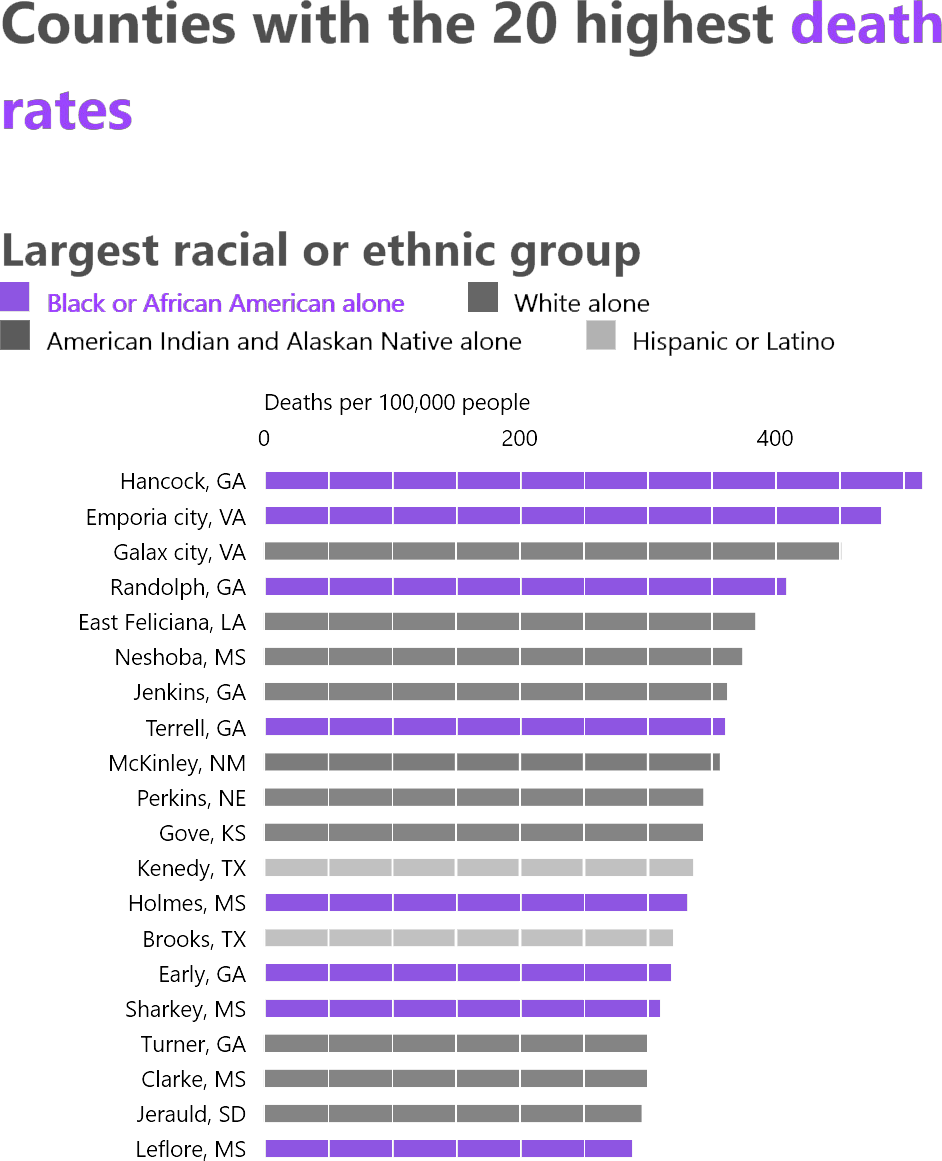 Counties with the 20 highest death
rates
Largest racial or ethnic group
Black or African American alone White alone
American Indian and Alaskan Native alone Hispanic or Latino
Deaths per 100,000 people
0 200 400
Hancock, GA
Emporia city, VA
Galax city, VA
Randolph, GA
East Feliciana, LA
Neshoba, MS
Jenkins, GA
Terrell, GA
McKinley, NM
Perkins, NE
Gove, KS
Kenedy, TX
Holmes, MS
Brooks, TX
Early, GA
Sharkey, MS
Turner, GA
Clarke, MS
Jerauld, SD
Leflore, MS